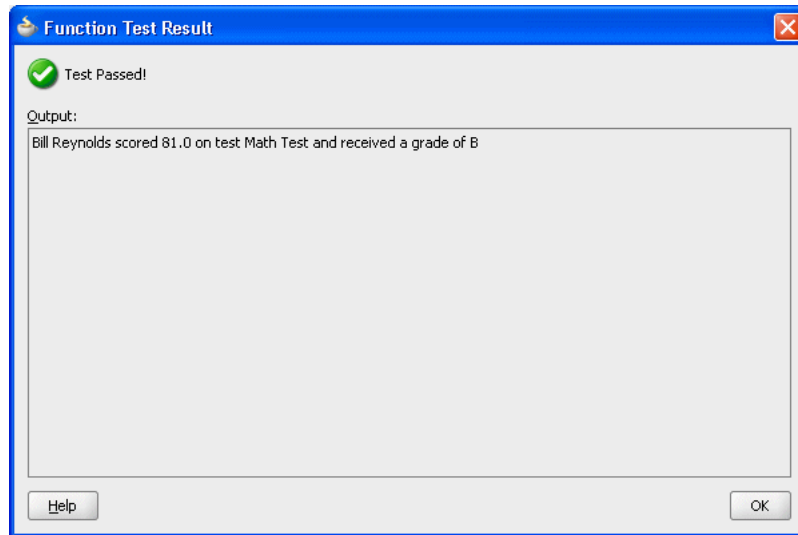 Function Test Result
Test Passed!
Output:
Bill Reynolds scored 81.0 on test Math Test and received a grade of B
Help
OK